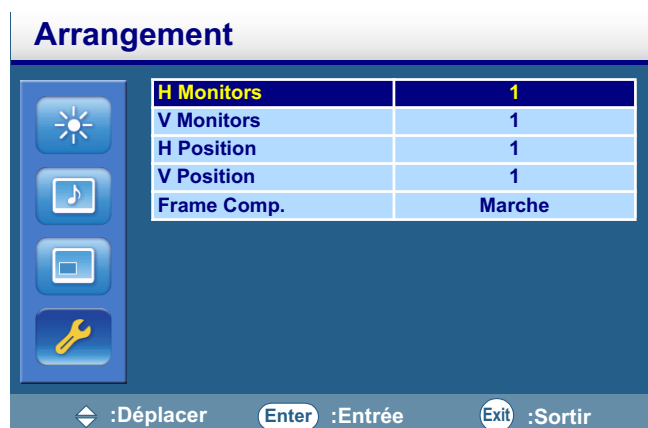 Arrangement
H Monitors 1
V Monitors 1
H Position 1
V Position 1
Frame Comp. Marche
:Déplacer Enter :Entrée Exit :Sortir